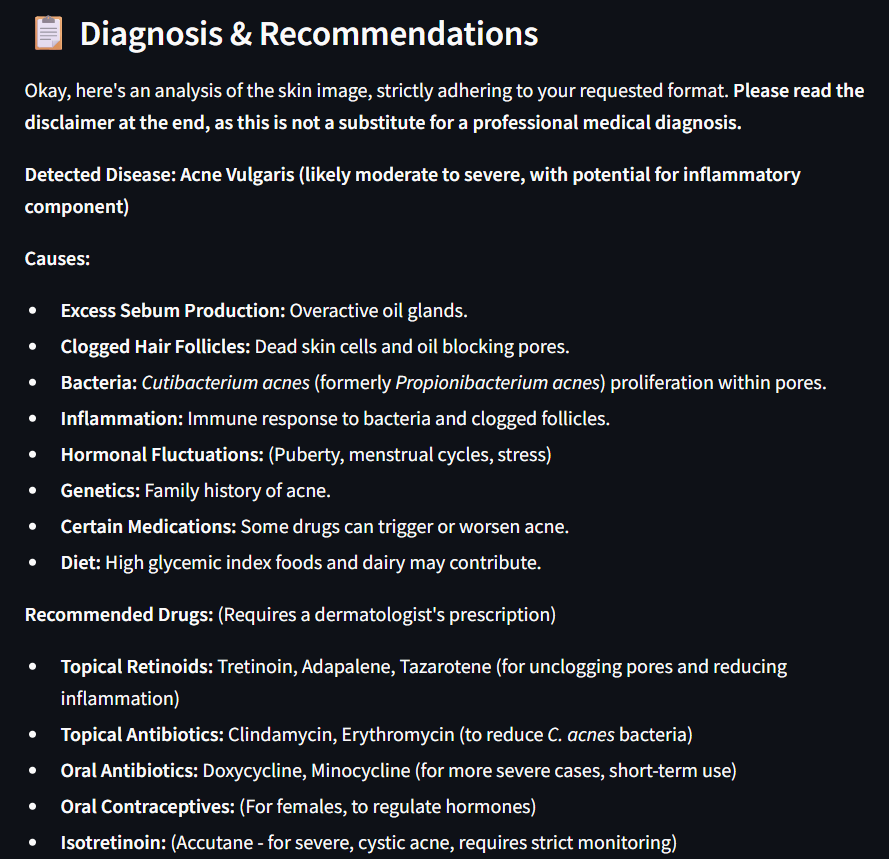 📋 Diagnosis & Recommendations
Okay, here's an analysis of the skin image, strictly adhering to your requested format. Please read the
disclaimer at the end, as this is not a substitute for a professional medical diagnosis.
Detected Disease: Acne Vulgaris (likely moderate to severe, with potential for inflammatory
component)
Causes:
• Excess Sebum Production: Overactive oil glands.
• Clogged Hair Follicles: Dead skin cells and oil blocking pores.
• Bacteria: Cutibacterium acnes (formerly Propionibacterium acnes) proliferation within pores.
• Inflammation: Immune response to bacteria and clogged follicles.
• Hormonal Fluctuations: (Puberty, menstrual cycles, stress)
• Genetics: Family history of acne.
• Certain Medications: Some drugs can trigger or worsen acne.
• Diet: High glycemic index foods and dairy may contribute.
Recommended Drugs: (Requires a dermatologist's prescription)
• Topical Retinoids: Tretinoin, Adapalene, Tazarotene (for unclogging pores and reducing
inflammation)
• Topical Antibiotics: Clindamycin, Erythromycin (to reduce C. acnes bacteria)
• Oral Antibiotics: Doxycycline, Minocycline (for more severe cases, short-term use)
• Oral Contraceptives: (For females, to regulate hormones)
• Isotretinoin: (Accutane - for severe, cystic acne, requires strict monitoring)